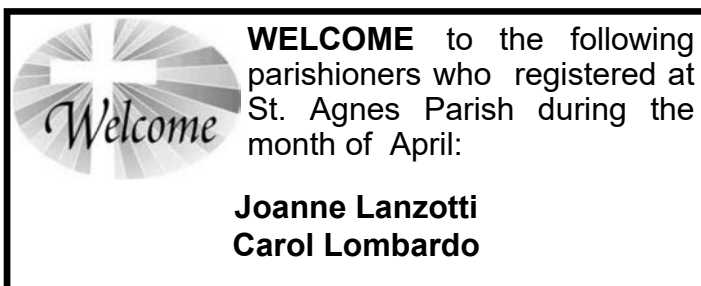 Welcome
WELCOME to the following
parishioners who registered at
St. Agnes Parish during the
month of April:
Joanne Lanzotti
Carol Lombardo